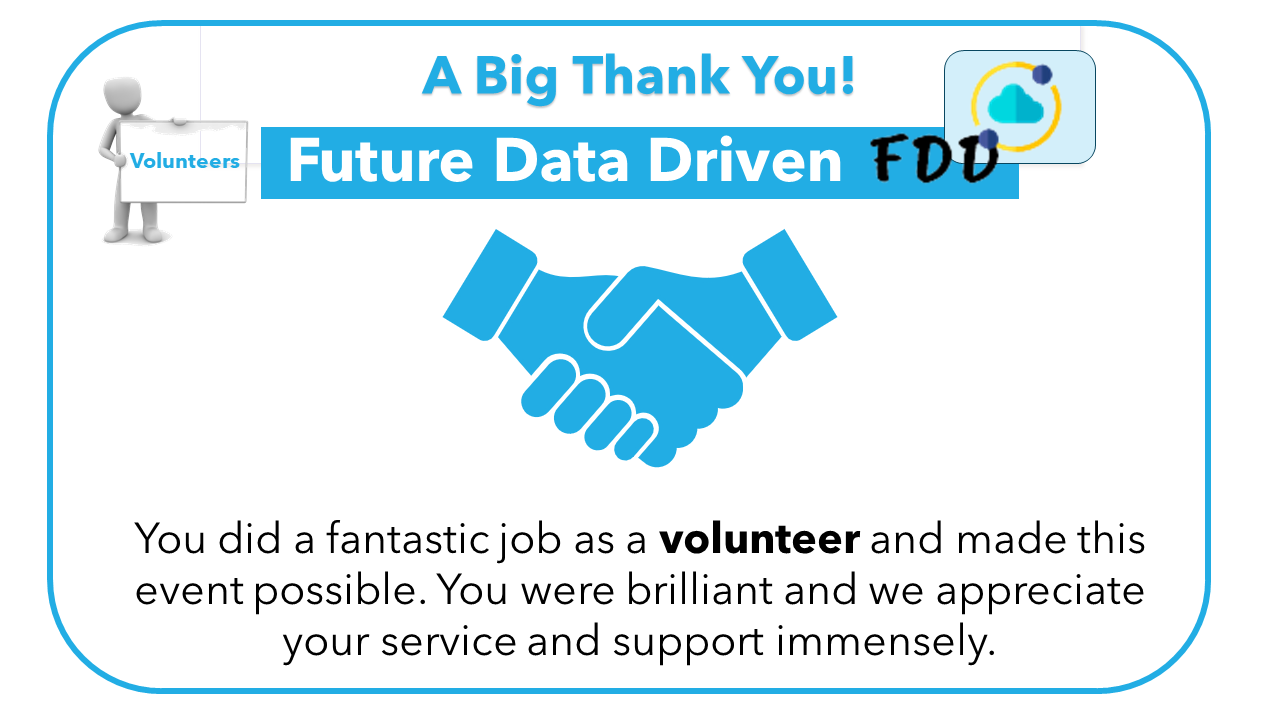 A Big Thank You!
Volunteers
Future Data Driven FDD
You did a fantastic job as a volunteer and made this
event possible. You were brilliant and we appreciate
your service and support immensely.